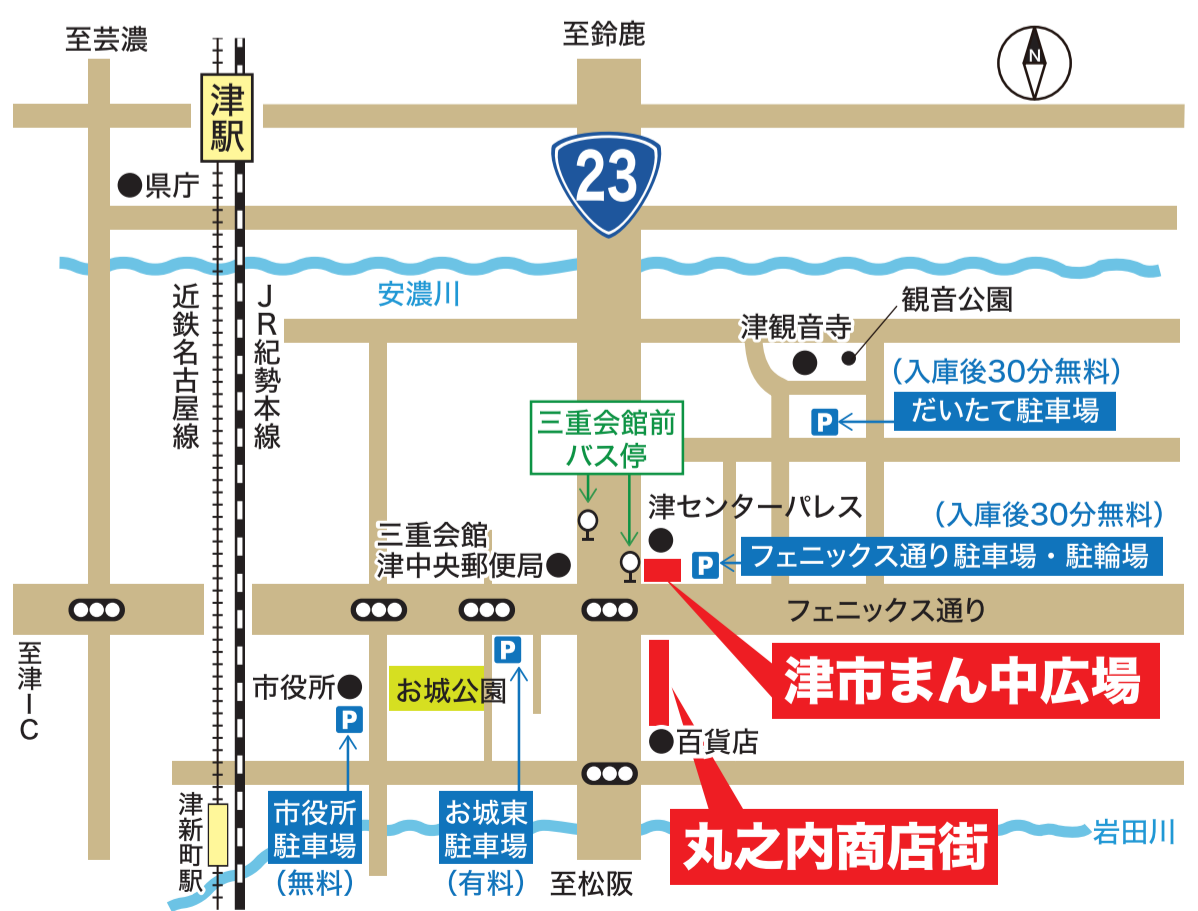 至芸濃
至鈴鹿
N
津駅
23
県庁
安濃川
近鉄名古屋線
JR紀勢本線
観音公園
津観音寺
（入庫後30分無料）
P
だいたて駐車場
三重会館前
バス停
津センターパレス
（入庫後30分無料）
三重会館
津中央郵便局
P
フェニックス通り駐車場・駐輪場
フェニックス通り
至津IC
P
市役所
お城公園
津市まん中広場
P
百貨店
津新町駅
市役所
駐車場
（無料）
お城東
駐車場
（有料）
至松阪
丸之内商店街
岩田川